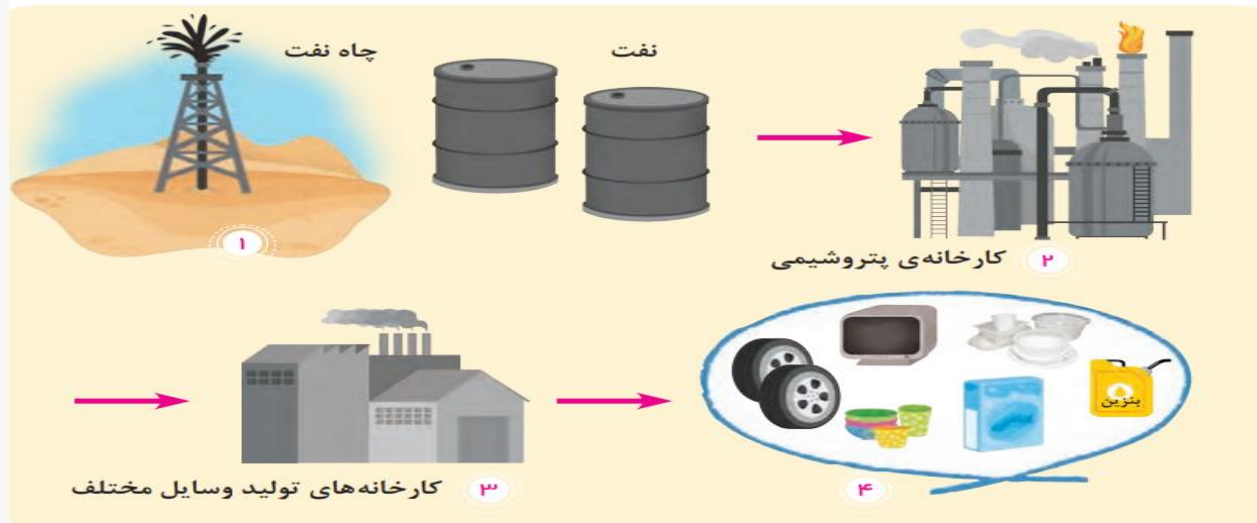 چاه نفت
نفت
۱
۲ کارخانه‌ی پتروشیمی
۳ کارخانه‌های تولید وسایل مختلف
۴
بنزین